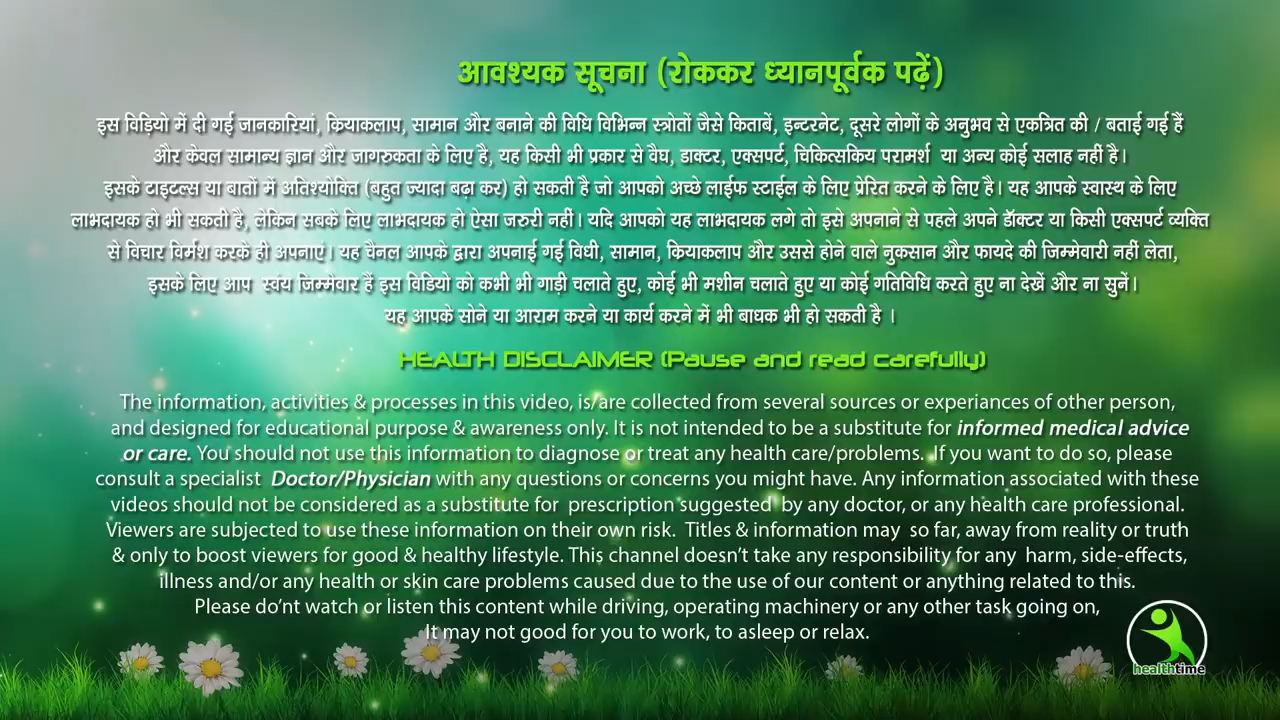 आवश्यक सूचना (रोककर ध्यानपूर्वक पढ़ें)
इस विड़ियो में दी गई जानकारियां, क्रियाकलाप, सामान और बनाने की विधि विभिन्न स्त्रोतों जैसे किताबें, इन्टरनेट, दूसरे लोगों के अनुभव से एकत्रित की / बताई गई हैं
और केवल सामान्य ज्ञान और जागरुकता के लिए है, यह किसी भी प्रकार से वैघ, डाक्टर, एक्सपर्ट, चिकित्सकिय परामर्श या अन्य कोई सलाह नहीं है।
इसके टाइटल्स या बातों में अतिश्योक्ति (बहुत ज्यादा बढ़ा कर) हो सकती है जो आपको अच्छे लाईफ स्टाईल के लिए प्रेरित करने के लिए है। यह आपके स्वास्थ के लिए
लाभदायक हो भी सकती है, लेकिन सबके लिए लाभदायक हो ऐसा जरुरी नहीं। यदि आपको यह लाभदायक लगे तो इसे अपनाने से पहले अपने डॉक्टर या किसी एक्सपर्ट व्यक्ति
से विचार विर्मश करके ही अपनाएं। यह चैनल आपके द्वारा अपनाई गई विधी, सामान, क्रियाकलाप और उससे होने वाले नुकसान और फायदे की जिम्मेवारी नहीं लेता,
इसके लिए आप स्वंय जिम्मेवार हैं इस विडियो को कभी भी गाड़ी चलाते हुए, कोई भी मशीन चलाते हुए या कोई गतिविधि करते हुए ना देखें और ना सुनें।
यह आपके सोने या आराम करने या कार्य करने में भी बाधक भी हो सकती है ।
HEALTH DISCLAIMER (Pause and read carefully)
The information, activities & processes in this video, is/are collected from several sources or experiances of other person,
and designed for educational purpose & awareness only. It is not intended to be a substitute for informed medical advice
or care. You should not use this information to diagnose or treat any health care/problems. If you want to do so, please
consult a specialist Doctor/Physician with any questions or concerns you might have. Any information associated with these
videos should not be considered as a substitute for prescription suggested by any doctor, or any health care professional.
Viewers are subjected to use these information on their own risk. Titles & information may so far, away from reality or truth
& only to boost viewers for good & healthy lifestyle. This channel doesn't take any responsibility for any harm, side-effects,
illness and/or any health or skin care problems caused due to the use of our content or anything related to this.
Please do'nt watch or listen this content while driving, operating machinery or any other task going on,
It may not good for you to work, to asleep or relax.
healthtime